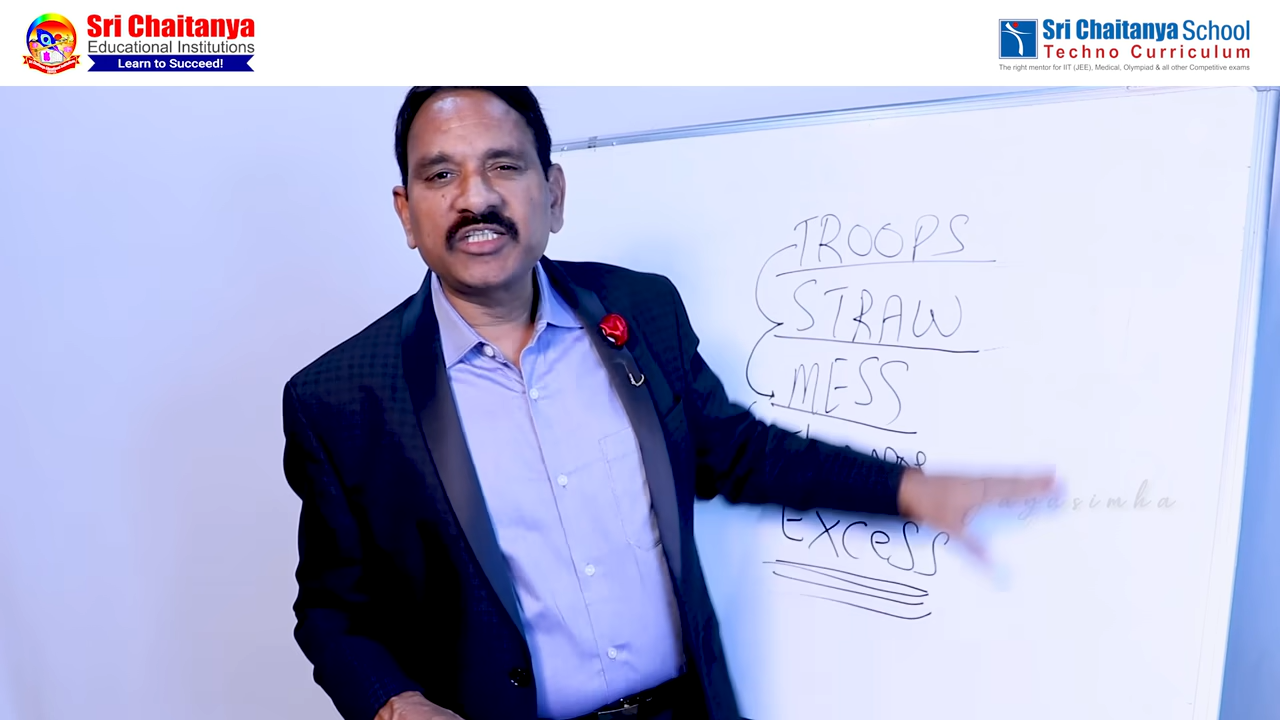 Sri Chaitanya
Educational Institutions
Learn to Succeed!
Sri Chaitanya School
Techno Curriculum
The right mentor for IIT (JEE), Medical, Olympiad & all other Competitive exams
TROOPS
STRAW
MESS
EXCeSS
Jayasimha